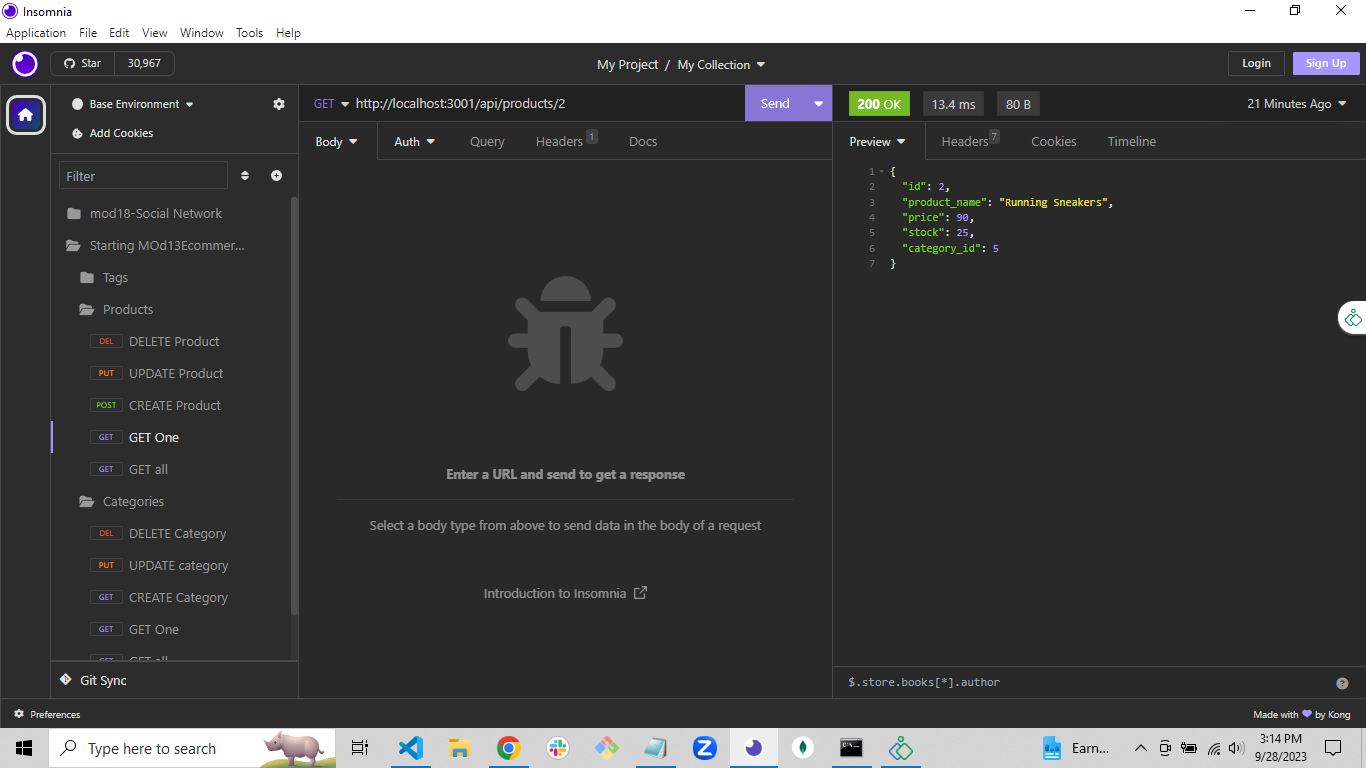 Insomnia
Application File Edit View Window Tools Help
Star 30,967
My Project / My Collection
Login Sign Up
Base Environment
Add Cookies
Filter
mod18-Social Network
Starting MOd13Ecommer...
Tags
Products
DEL DELETE Product
PUT UPDATE Product
POST CREATE Product
GET GET One
GET GET all
Categories
DEL DELETE Category
PUT UPDATE category
GET CREATE Category
GET GET One
GET GET all
Git Sync
GET http://localhost:3001/api/products/2 Send
Body Auth Query Headers 1 Docs
Enter a URL and send to get a response
Select a body type from above to send data in the body of a request
Introduction to Insomnia
200 OK 13.4 ms 80 B 21 Minutes Ago
Preview Headers 7 Cookies Timeline
1 {
2 "id": 2,
3 "product_name": "Running Sneakers",
4 "price": 90,
5 "stock": 25,
6 "category_id": 5
7 }
$.store.books[*].author
Preferences
Made with by Kong
Type here to search
Earn...
3:14 PM
9/28/2023